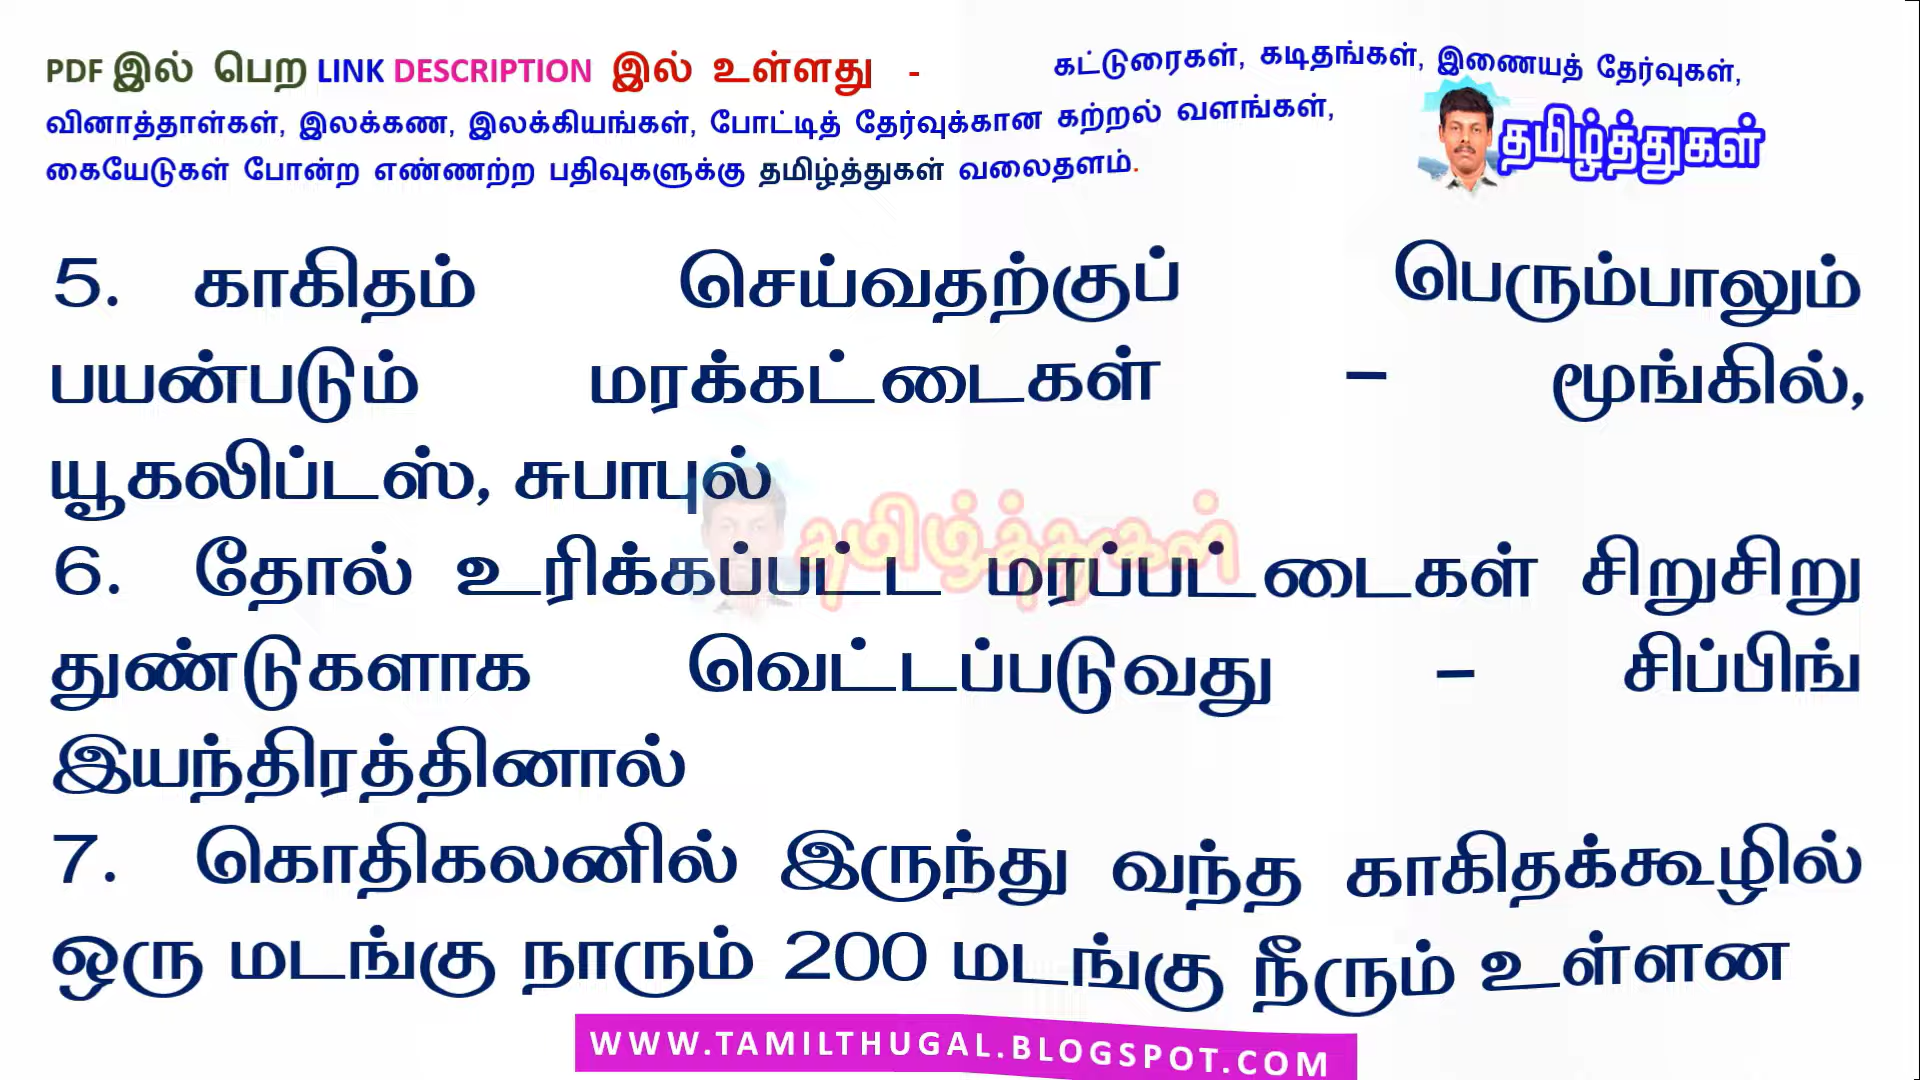 PDF இல் பெற LINK DESCRIPTION இல் உள்ளது - கட்டுரைகள், கடிதங்கள், இணையத் தேர்வுகள்,
வினாத்தாள்கள், இலக்கண, இலக்கியங்கள், போட்டித் தேர்வுக்கான கற்றல் வளங்கள்,
கையேடுகள் போன்ற எண்ணற்ற பதிவுகளுக்கு தமிழ்த்துகள் வலைதளம்.
தமிழ்த்துகள்
5. காகிதம் செய்வதற்குப் பெரும்பாலும்
பயன்படும் மரக்கட்டைகள் – மூங்கில்,
யூகலிப்டஸ், சுபாபுல்
தமிழ்த்துகள்
6. தோல் உரிக்கப்பட்ட மரப்பட்டைகள் சிறுசிறு
துண்டுகளாக வெட்டப்படுவது – சிப்பிங்
இயந்திரத்தினால்
7. கொதிகலனில் இருந்து வந்த காகிதக்கூழில்
ஒரு மடங்கு நாரும் 200 மடங்கு நீரும் உள்ளன
WWW.TAMILTHUGAL.BLOGSPOT.COM